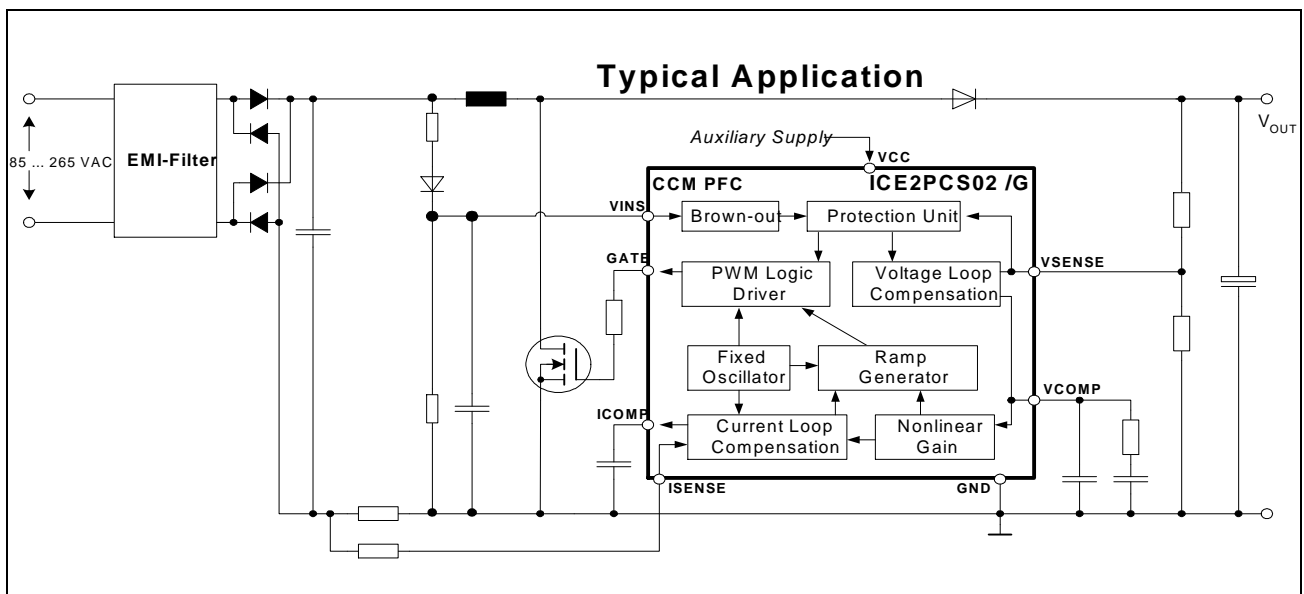 Typical Application
Auxiliary Supply
VCC
V_OUT
85 ... 265 VAC
EMI-Filter
CCM PFC
ICE2PCS02 /G
VINS
Brown-out
Protection Unit
GATE
PWM Logic
Driver
Voltage Loop
Compensation
VSENSE
Fixed
Oscillator
Ramp
Generator
VCOMP
ICOMP
Current Loop
Compensation
Nonlinear
Gain
ISENSE
GND